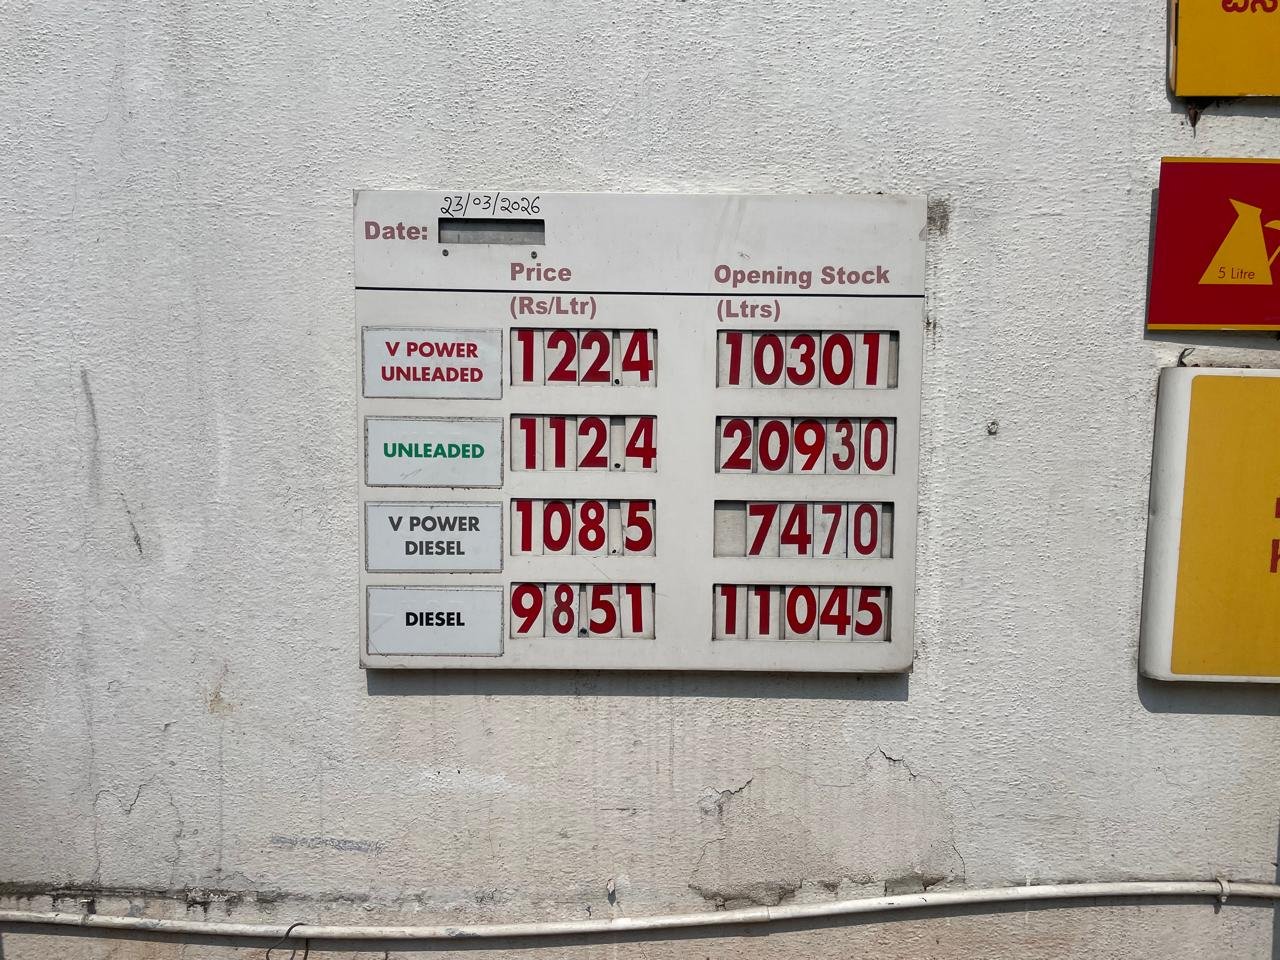 23/03/2026
Date:
Price Opening Stock
(Rs/Ltr) (Ltrs)
V POWER
UNLEADED 122.4 10301
UNLEADED 112.4 20930
V POWER
DIESEL 108.5 7470
DIESEL 98.51 11045
5 Litre